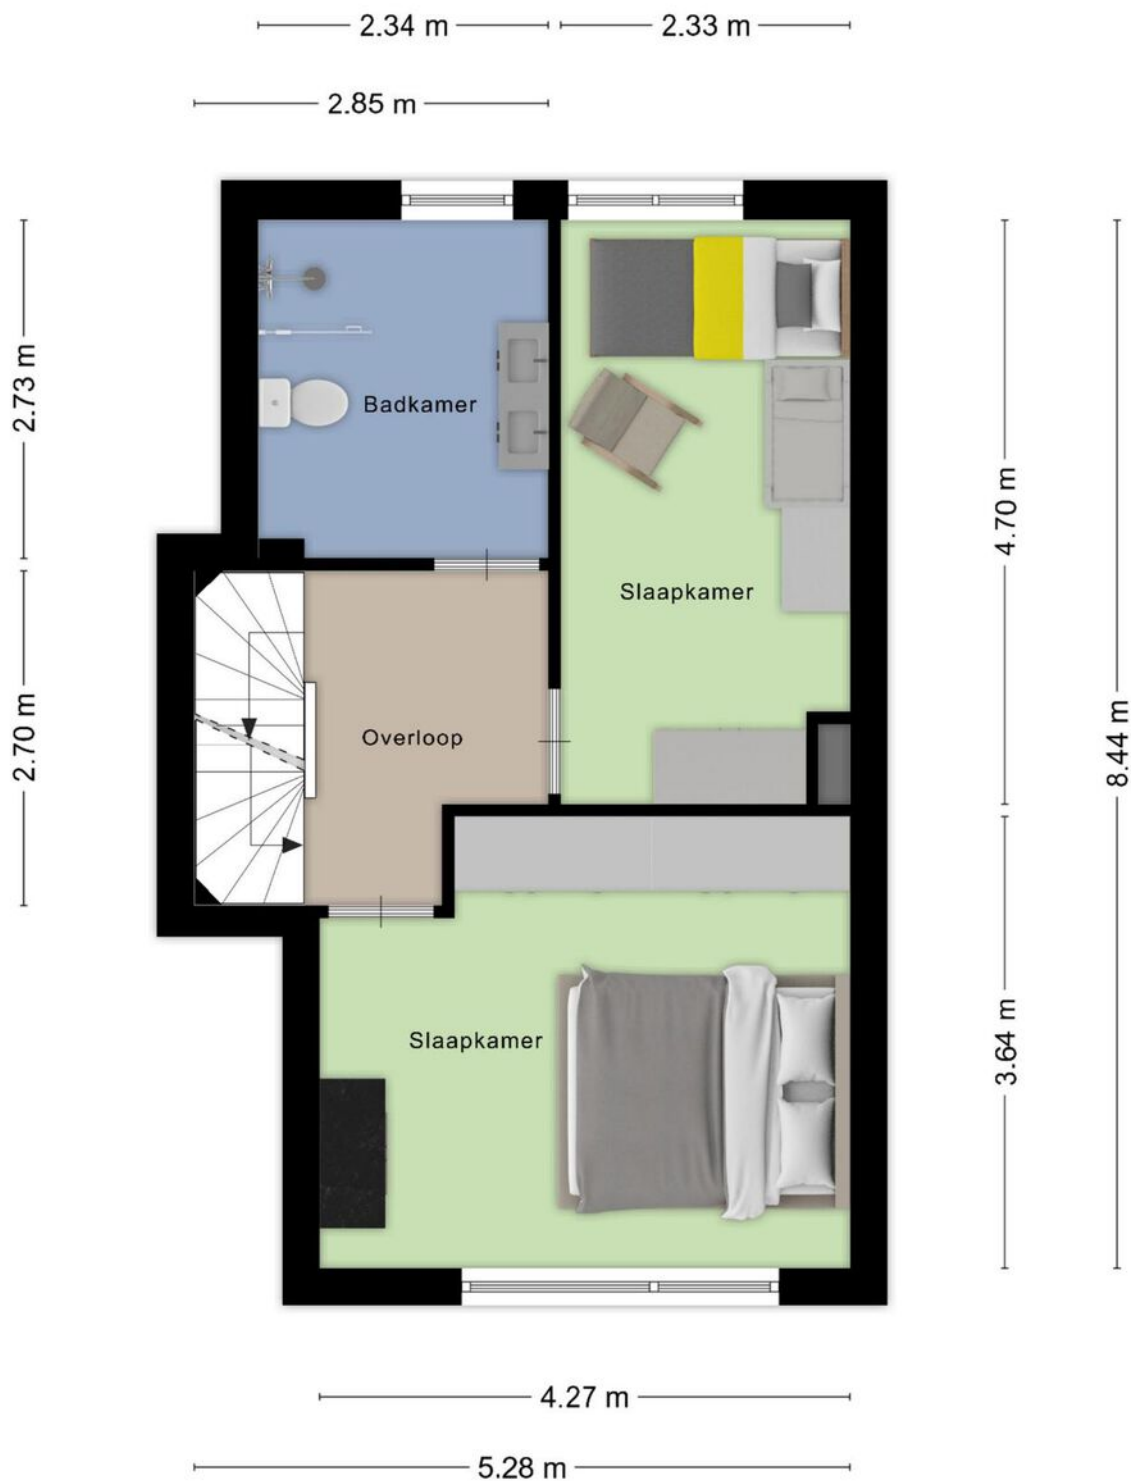 2.34 m
2.33 m
2.85 m
2.73 m
Badkamer
4.70 m
Slaapkamer
2.70 m
Overloop
8.44 m
Slaapkamer
3.64 m
4.27 m
5.28 m